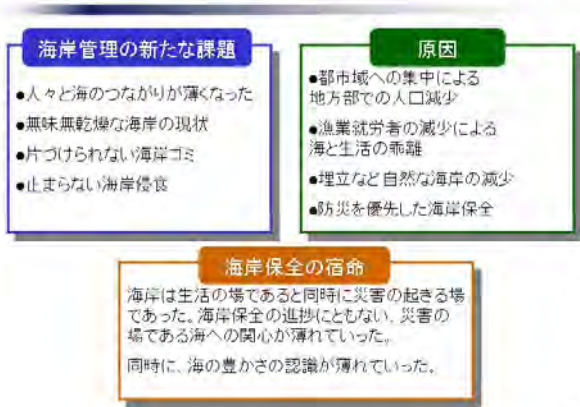 海岸管理の新たな課題
●人々と海のつながりが薄くなった
●無味無乾燥な海岸の現状
●片づけられない海岸ゴミ
●止まらない海岸侵食
原因
●都市域への集中による
地方部での人口減少
●漁業就労者の減少による
海と生活の乖離
●埋立など自然な海岸の減少
●防災を優先した海岸保全
海岸保全の宿命
海岸は生活の場であると同時に災害の起きる場
であった。海岸保全の進捗にともない、災害の
場である海への関心が薄れていった。
同時に、海の豊かさの認識が薄れていった。